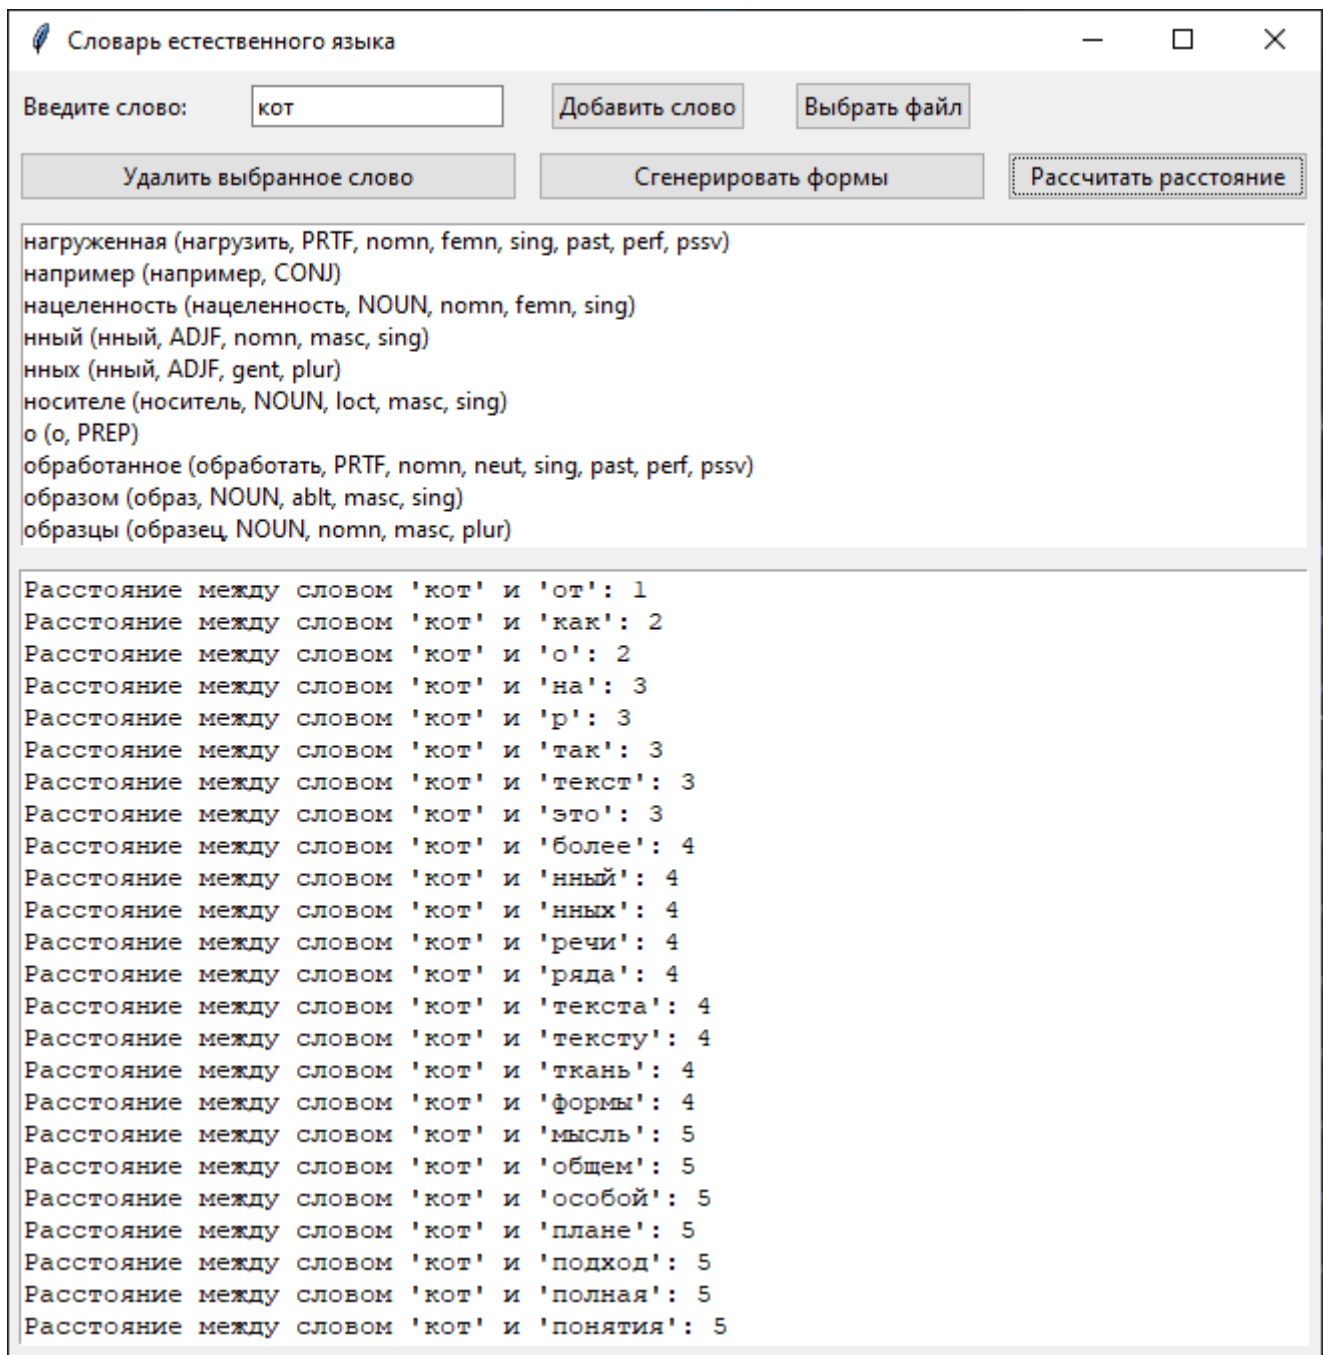 Словарь естественного языка
Введите слово: кот Добавить слово Выбрать файл
Удалить выбранное слово Сгенерировать формы Рассчитать расстояние
нагруженная (нагрузить, PRTF, nomn, femn, sing, past, perf, pssv)
например (например, CONJ)
нацеленность (нацеленность, NOUN, nomn, femn, sing)
нный (нный, ADJF, nomn, masc, sing)
нных (нный, ADJF, gent, plur)
носителе (носитель, NOUN, loct, masc, sing)
о (о, PREP)
обработанное (обработать, PRTF, nomn, neut, sing, past, perf, pssv)
образом (образ, NOUN, ablt, masc, sing)
образцы (образец, NOUN, nomn, masc, plur)
Расстояние между словом 'кот' и 'от': 1
Расстояние между словом 'кот' и 'как': 2
Расстояние между словом 'кот' и 'о': 2
Расстояние между словом 'кот' и 'на': 3
Расстояние между словом 'кот' и 'р': 3
Расстояние между словом 'кот' и 'так': 3
Расстояние между словом 'кот' и 'текст': 3
Расстояние между словом 'кот' и 'это': 3
Расстояние между словом 'кот' и 'более': 4
Расстояние между словом 'кот' и 'нный': 4
Расстояние между словом 'кот' и 'нных': 4
Расстояние между словом 'кот' и 'речи': 4
Расстояние между словом 'кот' и 'ряда': 4
Расстояние между словом 'кот' и 'текста': 4
Расстояние между словом 'кот' и 'тексту': 4
Расстояние между словом 'кот' и 'ткань': 4
Расстояние между словом 'кот' и 'формы': 4
Расстояние между словом 'кот' и 'мысль': 5
Расстояние между словом 'кот' и 'общем': 5
Расстояние между словом 'кот' и 'особой': 5
Расстояние между словом 'кот' и 'плане': 5
Расстояние между словом 'кот' и 'подход': 5
Расстояние между словом 'кот' и 'полная': 5
Расстояние между словом 'кот' и 'понятия': 5